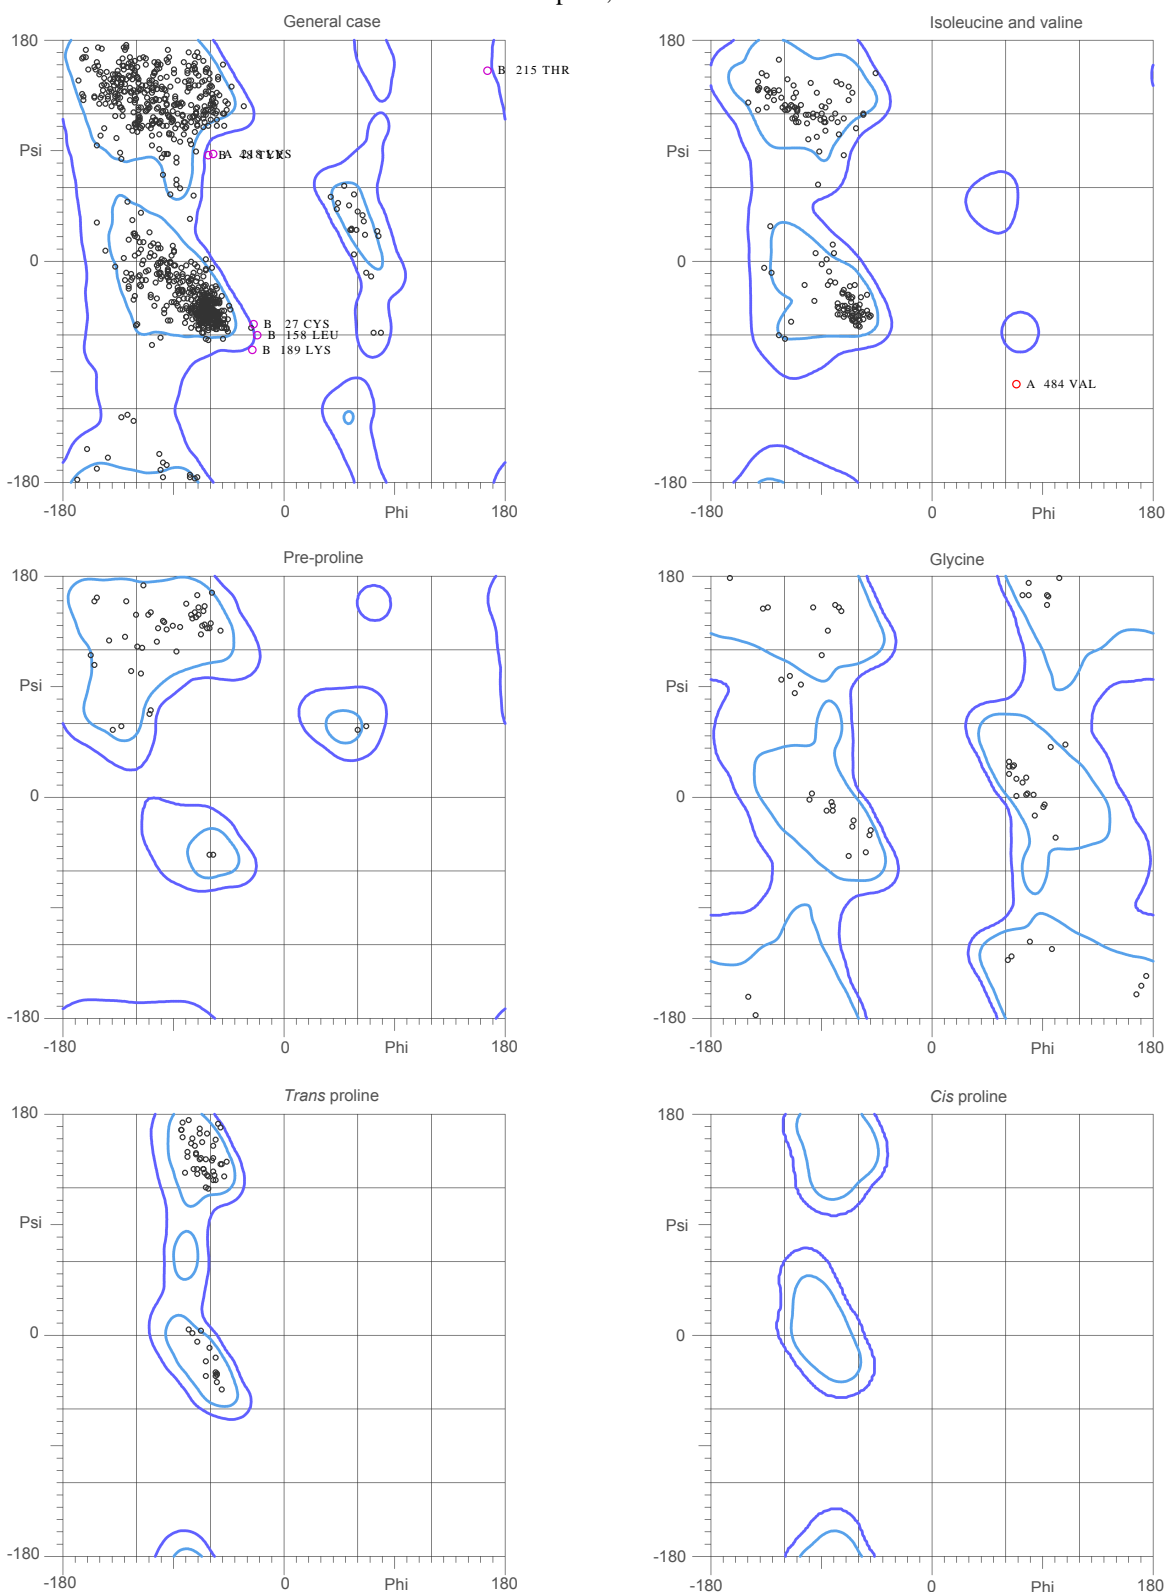 General case
Isoleucine and valine
180
180
B 215 THR
Psi
B
Psi
0
0
B 27 CYS
B 158 LEU
B 189 LYS
A 484 VAL
-180
-180
-180 0 Phi 180
-180 0 Phi 180
Pre-proline
Glycine
180
180
Psi
Psi
0
0
-180
-180
-180 0 Phi 180
-180 0 Phi 180
Trans proline
Cis proline
180
180
Psi
Psi
0
0
-180
-180
-180 0 Phi 180
-180 0 Phi 180